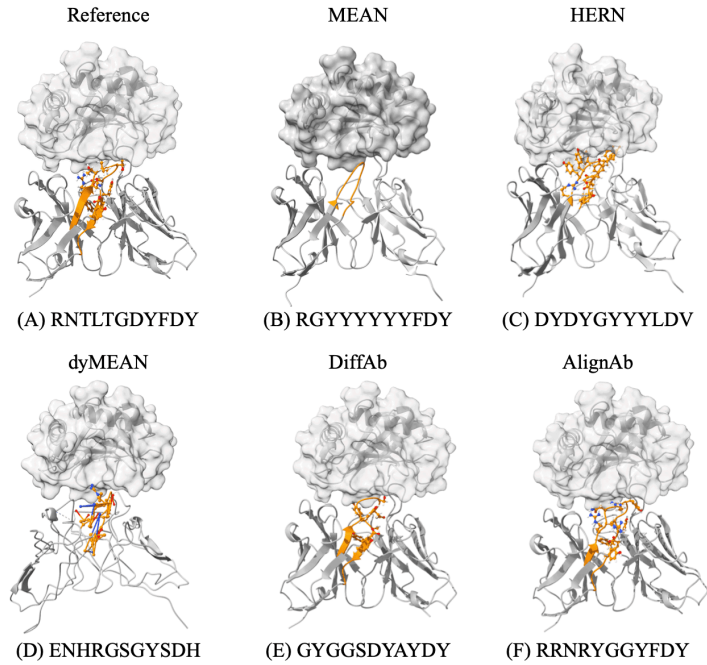 Reference MEAN HERN
(A) RNTLTGDYFDY (B) RGYYYYYYFDY (C) DYDYGYYYLDV
dyMEAN DiffAb AlignAb
(D) ENHRGSGYSDH (E) GYGGSDYAYDY (F) RRNRYGGYFDY